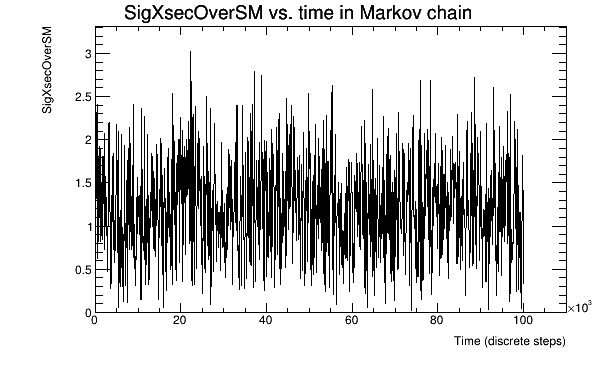 SigXsecOverSM vs. time in Markov chain
SigXsecOverSM
3
2.5
2
1.5
1
0.5
0
0 20 40 60 80 100
×10³
Time (discrete steps)